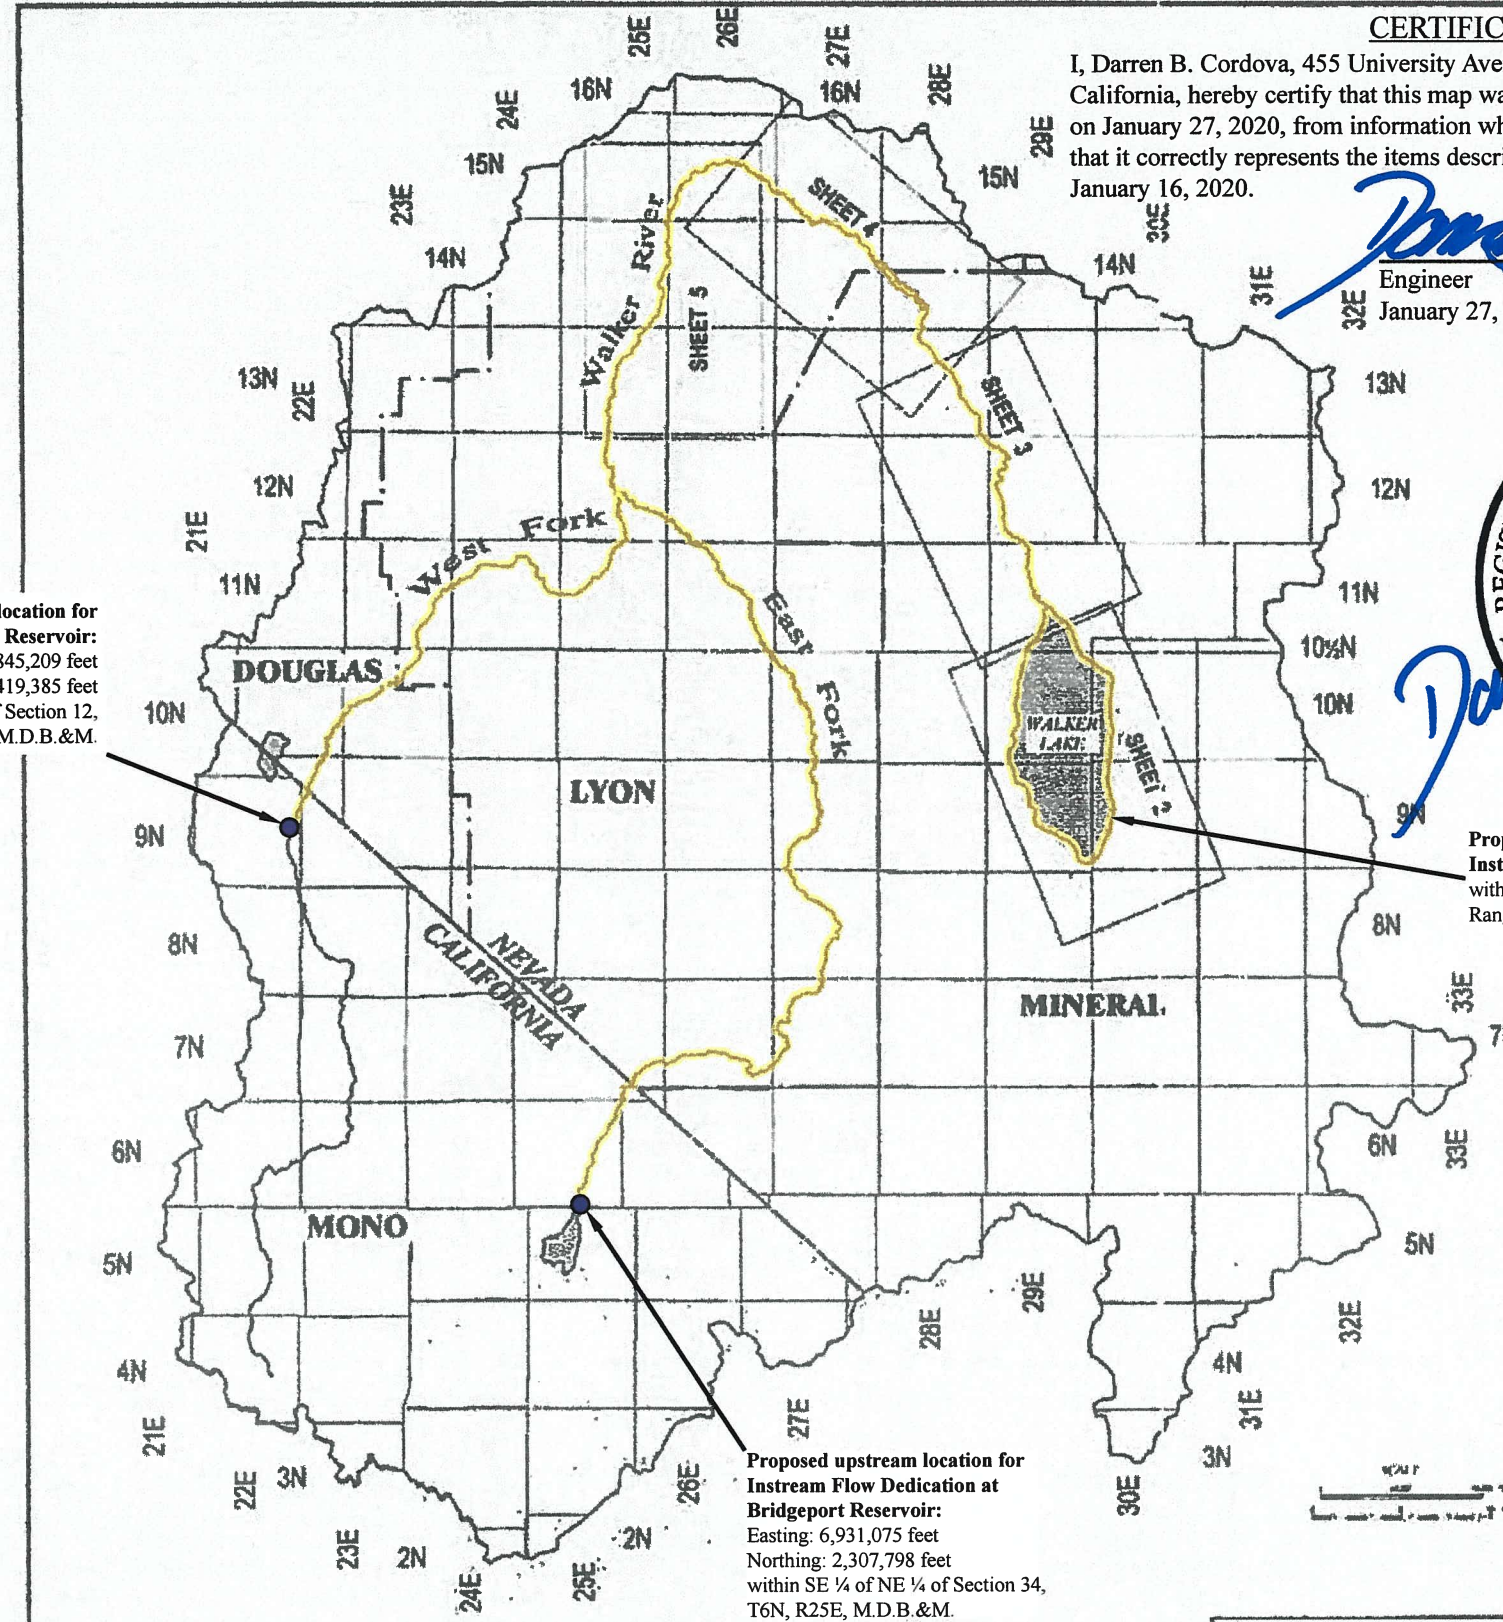 CERTIFIC
I, Darren B. Cordova, 455 University Ave
California, hereby certify that this map wa
on January 27, 2020, from information wh
that it correctly represents the items descri
January 16, 2020.
Engineer
January 27,
25E
26E
27E
16N
16N
28E
24E
29E
15N
15N
23E
30E
14N
14N
31E
32E
SHEET 4
Walker River
SHEET 5
13N
22E
13N
SHEET 3
12N
12N
21E
West Fork
11N
11N
East Fork
location for
Reservoir:
845,209 feet
419,385 feet
f Section 12,
M.D.B.&M.
DOUGLAS
10½N
10N
10N
WALKER
LAKE
SHEET 2
LYON
9N
9N
Prop
Inst
with
Ran
8N
8N
NEVADA
CALIFORNIA
MINERAL
33E
7N
7
6N
6N
33E
MONO
5N
5N
29E
28E
32E
4N
4N
27E
31E
21E
3N
3N
22E
26E
30E
Proposed upstream location for
Instream Flow Dedication at
Bridgeport Reservoir:
Easting: 6,931,075 feet
Northing: 2,307,798 feet
within SE ¼ of NE ¼ of Section 34,
T6N, R25E, M.D.B.&M.
23E
2N
2N
24E
25E